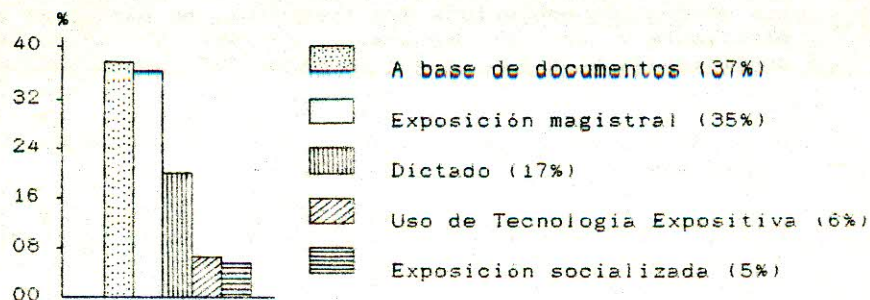 %
40
32
24
16
08
00
A base de documentos (37%)
Exposición magistral (35%)
Dictado (17%)
Uso de Tecnologia Expositiva (6%)
Exposición socializada (5%)